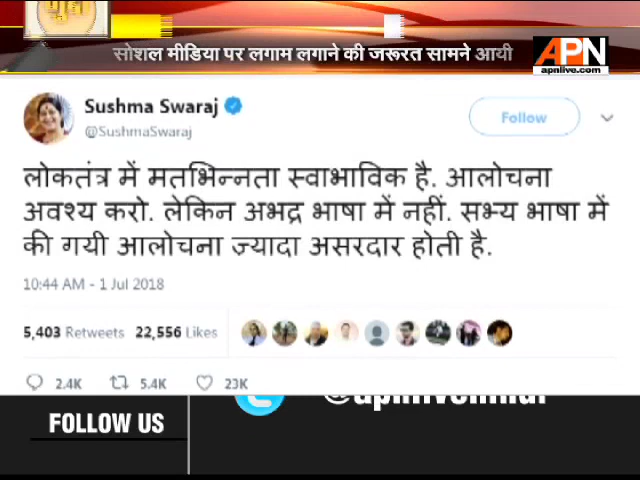 सोशल मीडिया पर लगाम लगाने की जरूरत सामने आयी
APN
apnlive.com
Sushma Swaraj
@SushmaSwaraj
Follow
लोकतंत्र में मतभिन्नता स्वाभाविक है. आलोचना
अवश्य करो. लेकिन अभद्र भाषा में नहीं. सभ्य भाषा में
की गयी आलोचना ज़्यादा असरदार होती है.
10:44 AM - 1 Jul 2018
5,403 Retweets 22,556 Likes
2.4K 5.4K 23K
FOLLOW US